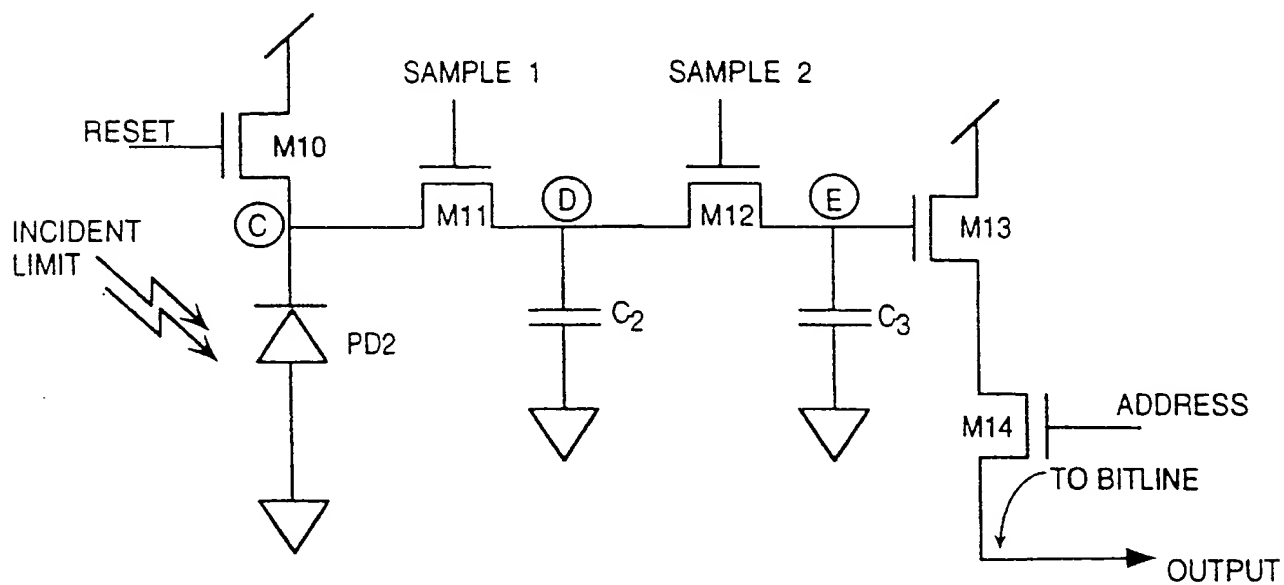 SAMPLE 1
SAMPLE 2
RESET
M10
C
M11
D
M12
E
M13
INCIDENT
LIMIT
PD2
C2
C3
M14
ADDRESS
TO BITLINE
OUTPUT